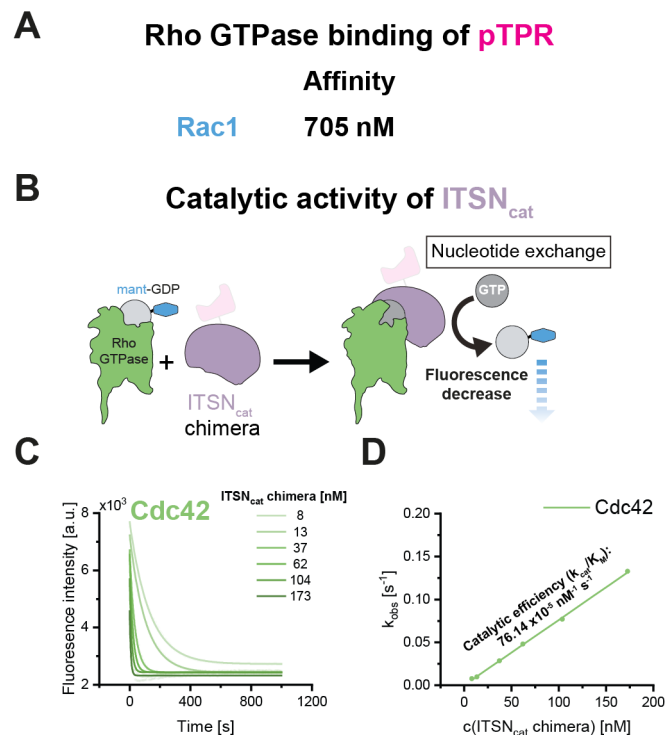 A
Rho GTPase binding of pTPR
Affinity
Rac1 705 nM
B
Catalytic activity of ITSNcat
Nucleotide exchange
mant-GDP
GTP
Rho
GTPase
+
ITSNcat
chimera
Fluorescence
decrease
C
Cdc42
ITSNcat chimera [nM]
8
13
37
62
104
173
x10³
8
6
4
2
Fluoresence intensity [a.u.]
0 400 800 1200
Time [s]
D
Cdc42
Catalytic efficiency (kcat/KM):
76.14 x10⁻⁵ nM⁻¹ s⁻¹
0.20
0.15
0.10
0.05
0.00
kobs [s⁻¹]
0 50 100 150 200
c(ITSNcat chimera) [nM]